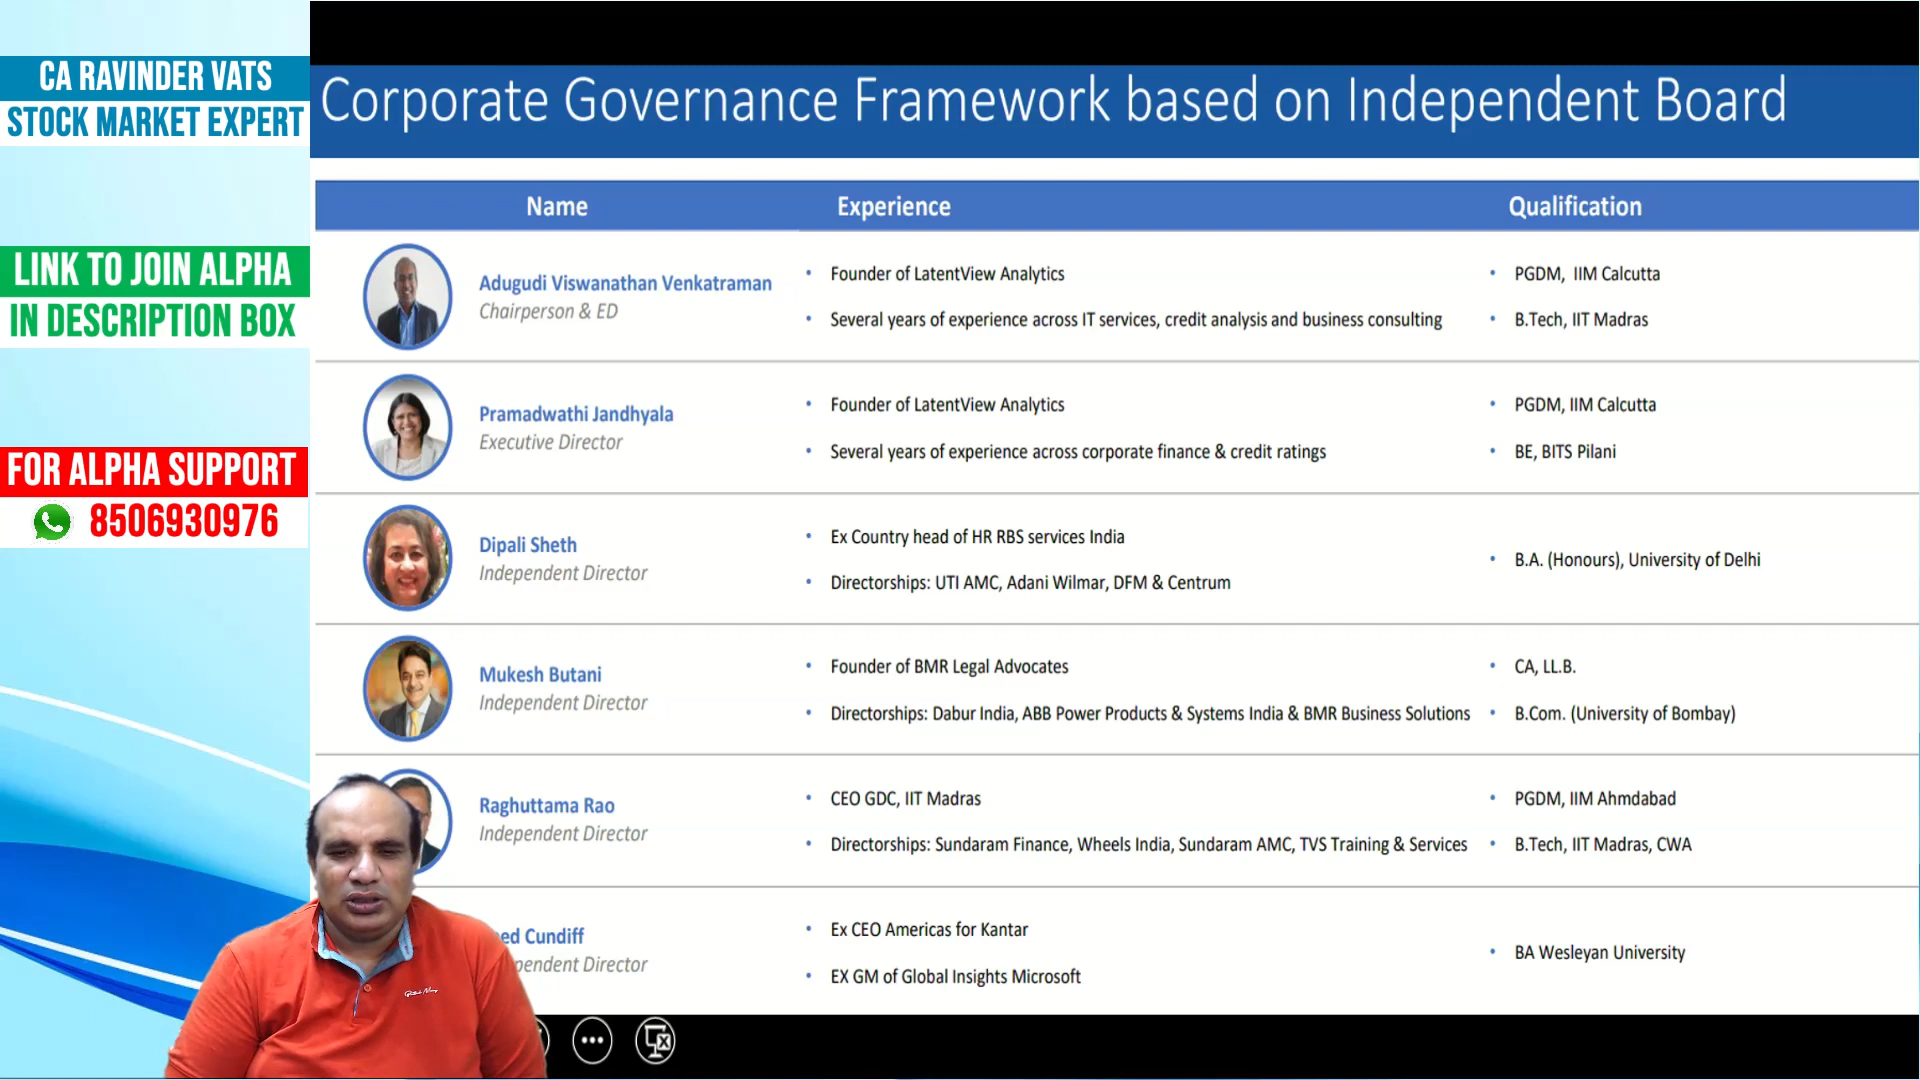 CA RAVINDER VATS
STOCK MARKET EXPERT
LINK TO JOIN ALPHA
IN DESCRIPTION BOX
FOR ALPHA SUPPORT
8506930976
Corporate Governance Framework based on Independent Board
Name Experience Qualification
Adugudi Viswanathan Venkatraman
Chairperson & ED
• Founder of LatentView Analytics
• Several years of experience across IT services, credit analysis and business consulting
• PGDM, IIM Calcutta
• B.Tech, IIT Madras
Pramadwathi Jandhyala
Executive Director
• Founder of LatentView Analytics
• Several years of experience across corporate finance & credit ratings
• PGDM, IIM Calcutta
• BE, BITS Pilani
Dipali Sheth
Independent Director
• Ex Country head of HR RBS services India
• Directorships: UTI AMC, Adani Wilmar, DFM & Centrum
• B.A. (Honours), University of Delhi
Mukesh Butani
Independent Director
• Founder of BMR Legal Advocates
• Directorships: Dabur India, ABB Power Products & Systems India & BMR Business Solutions
• CA, LL.B.
• B.Com. (University of Bombay)
Raghuttama Rao
Independent Director
• CEO GDC, IIT Madras
• Directorships: Sundaram Finance, Wheels India, Sundaram AMC, TVS Training & Services
• PGDM, IIM Ahmdabad
• B.Tech, IIT Madras, CWA
Cundiff
Director
• Ex CEO Americas for Kantar
• EX GM of Global Insights Microsoft
• BA Wesleyan University